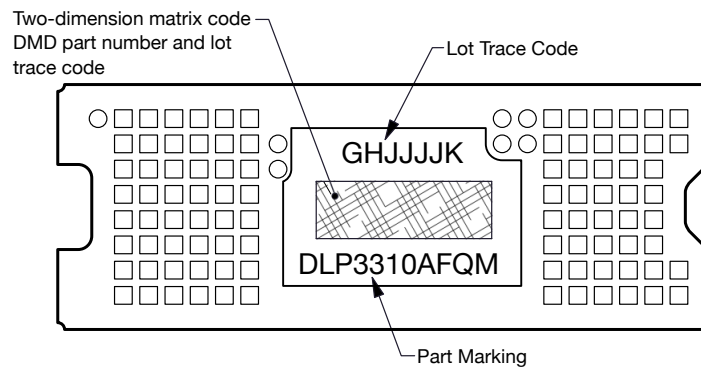 Two-dimension matrix code
DMD part number and lot
trace code
Lot Trace Code
GHJJJJK
DLP3310AFQM
Part Marking